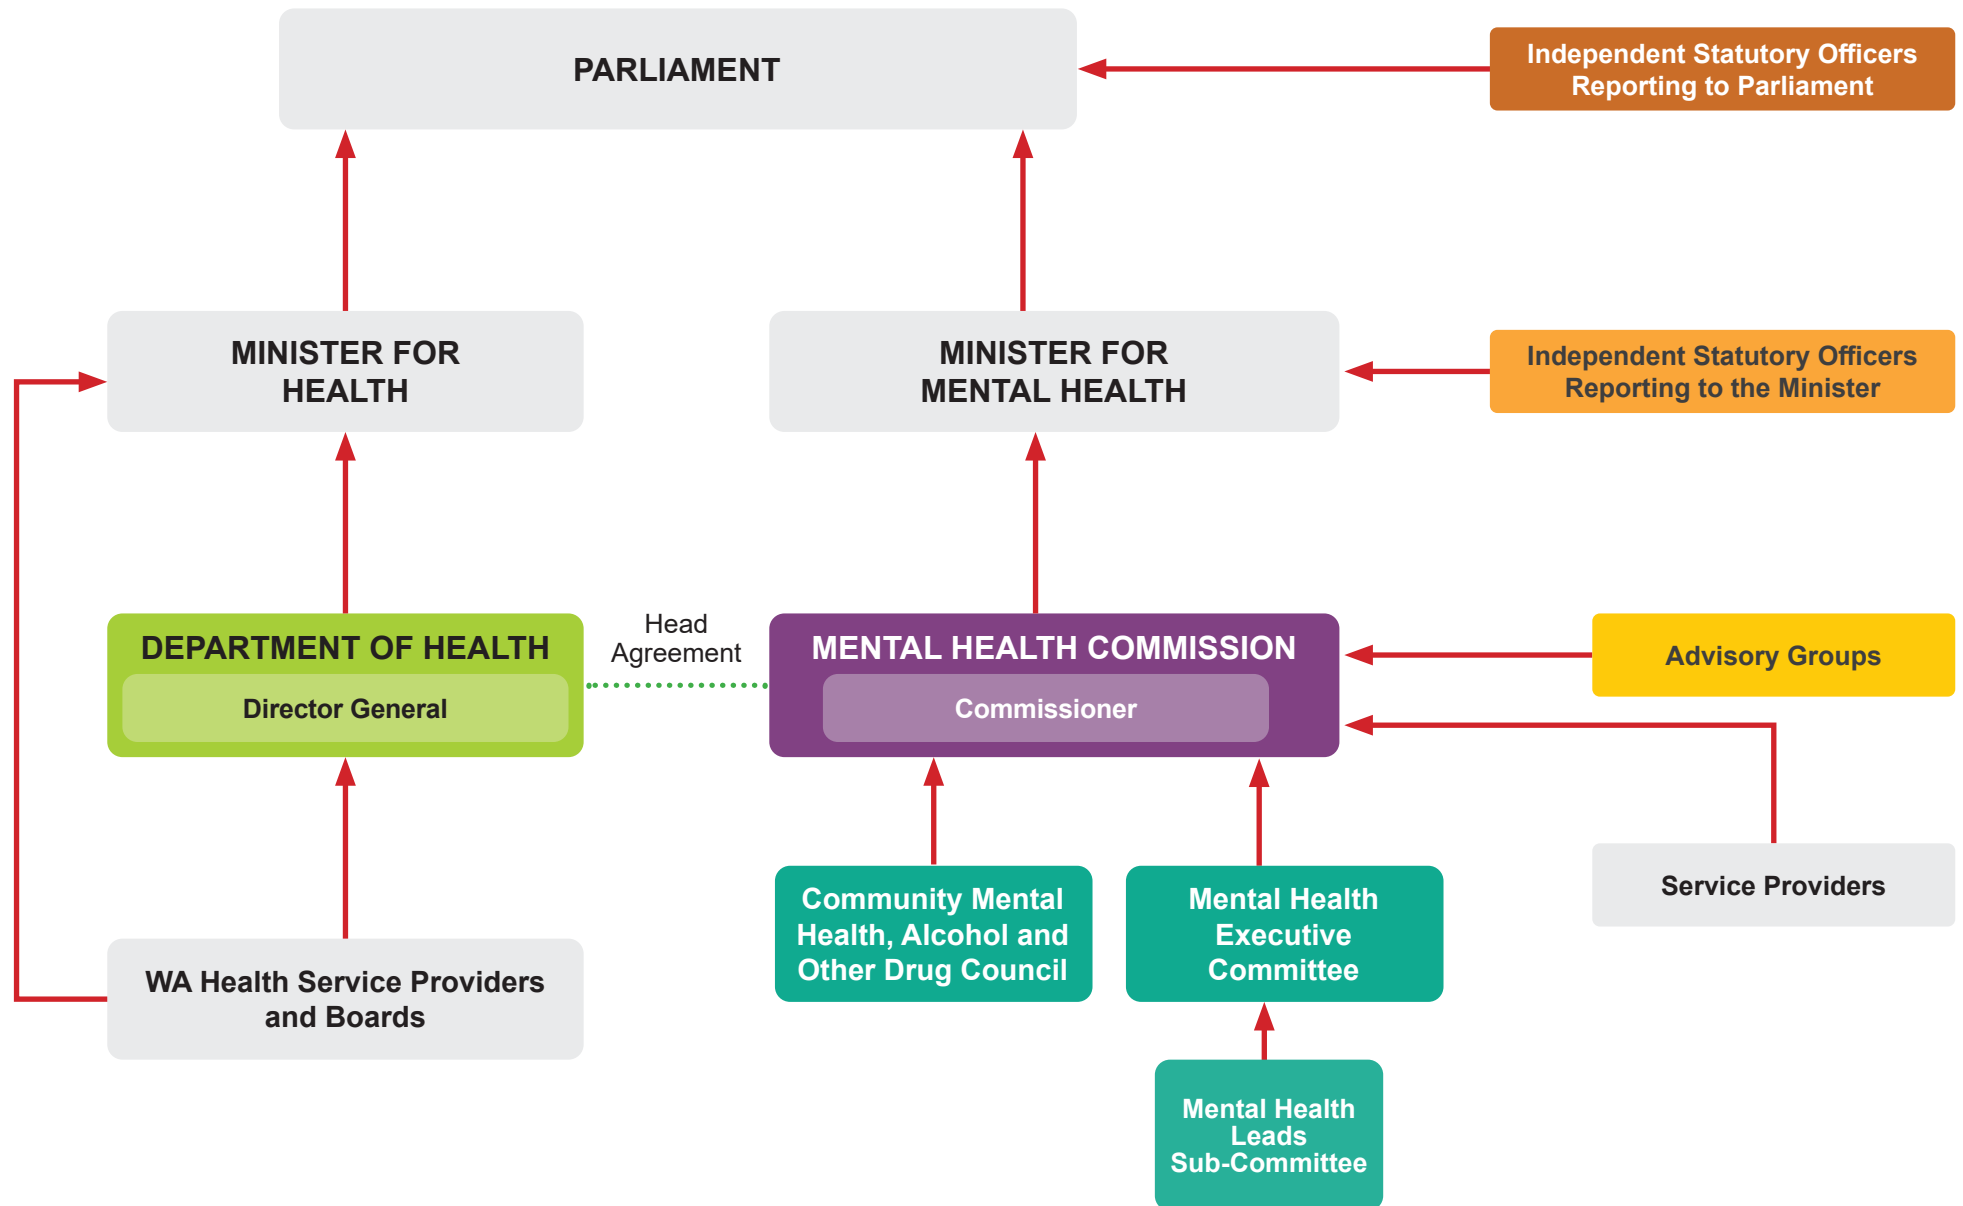 PARLIAMENT
Independent Statutory Officers
Reporting to Parliament
MINISTER FOR
HEALTH
MINISTER FOR
MENTAL HEALTH
Independent Statutory Officers
Reporting to the Minister
DEPARTMENT OF HEALTH
Director General
Head
Agreement
MENTAL HEALTH COMMISSION
Commissioner
Advisory Groups
Service Providers
WA Health Service Providers
and Boards
Community Mental
Health, Alcohol and
Other Drug Council
Mental Health
Executive
Committee
Mental Health
Leads
Sub-Committee